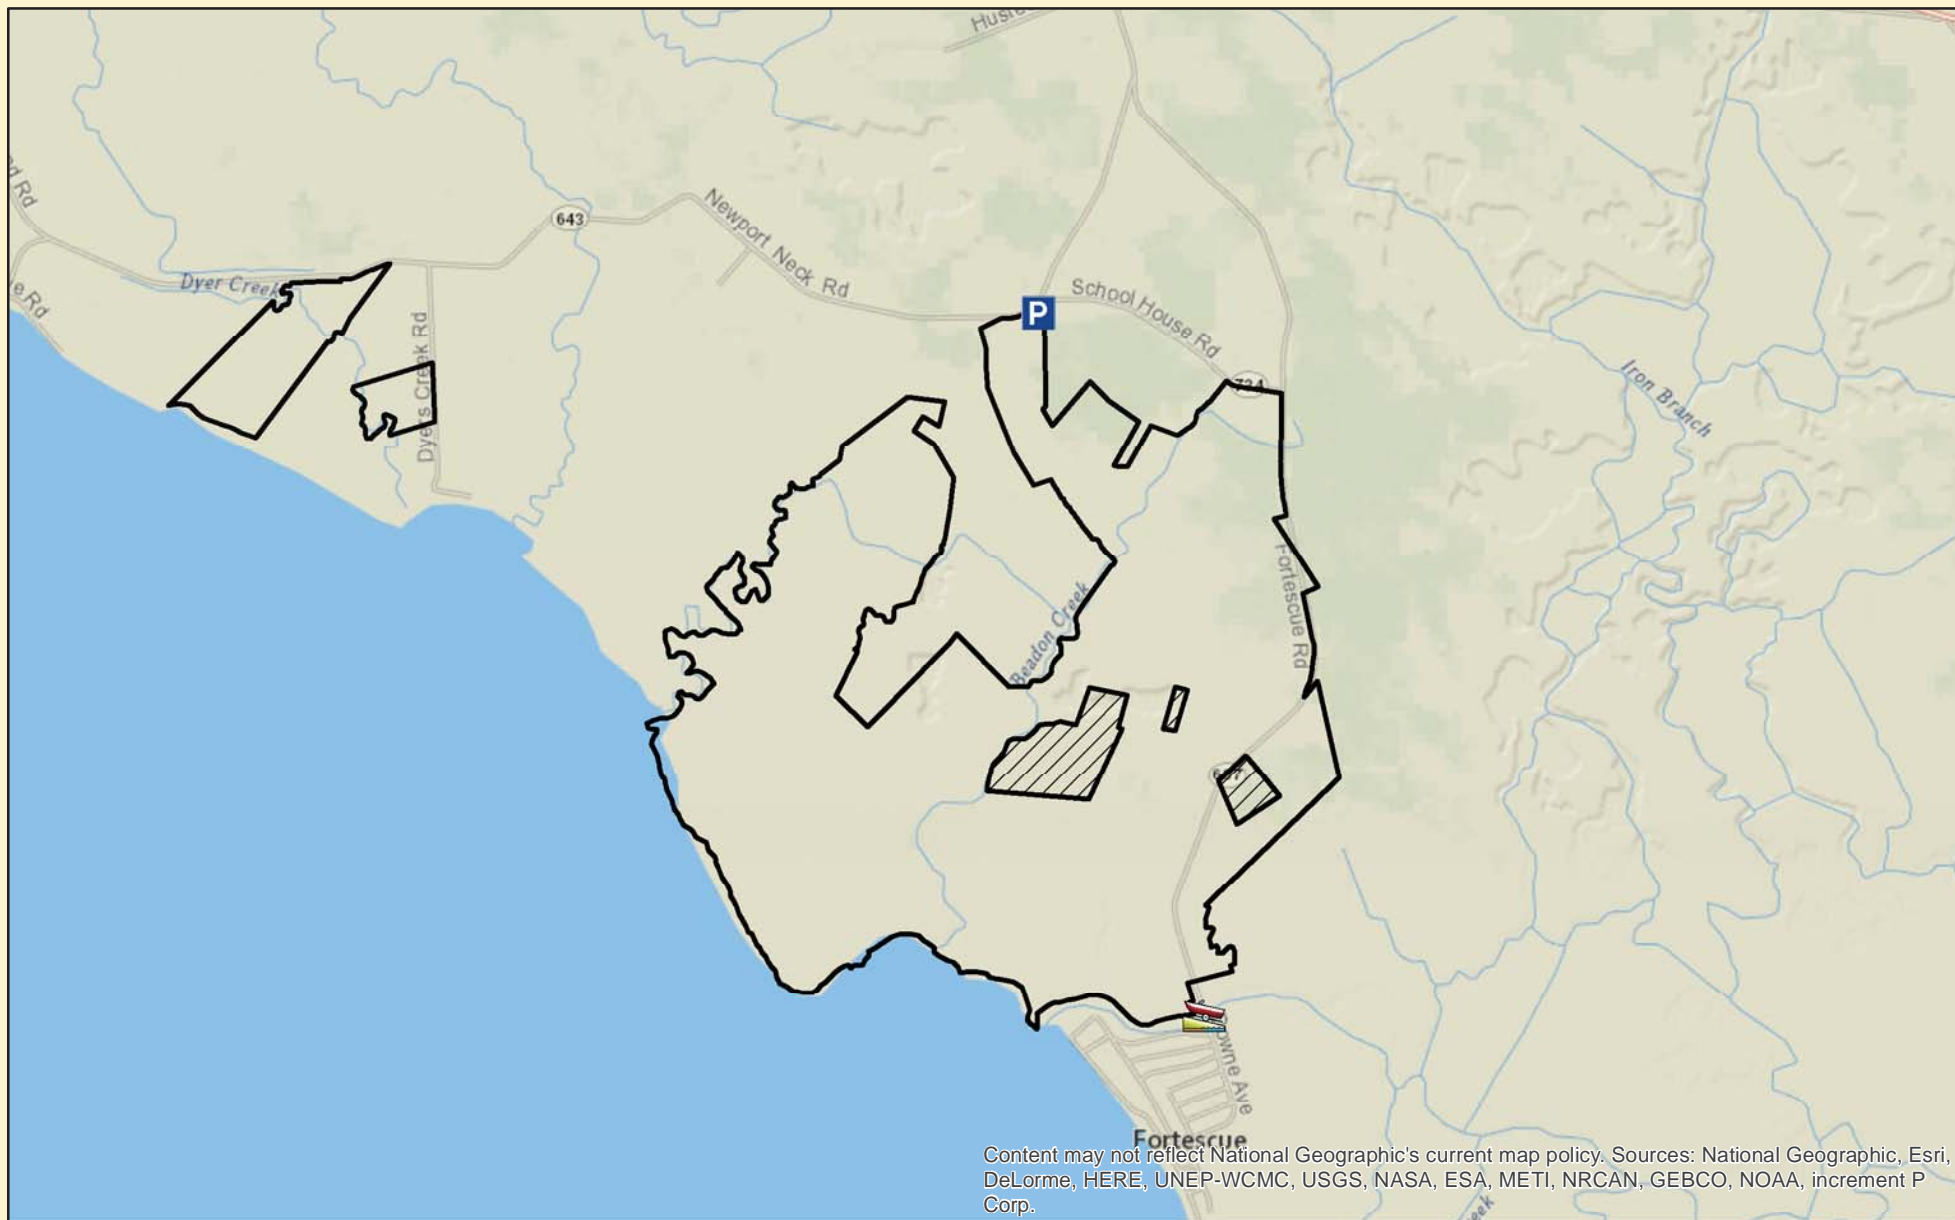 643
Newport Neck Rd
Dyer Creek
Dyers Creek Rd
P
School House Rd
Iron Branch
Fortescue Rd
Beadon Creek
Fortescue
Content may not reflect National Geographic's current map policy. Sources: National Geographic, Esri,
DeLorme, HERE, UNEP-WCMC, USGS, NASA, ESA, METI, NRCAN, GEBCO, NOAA, increment P
Corp.